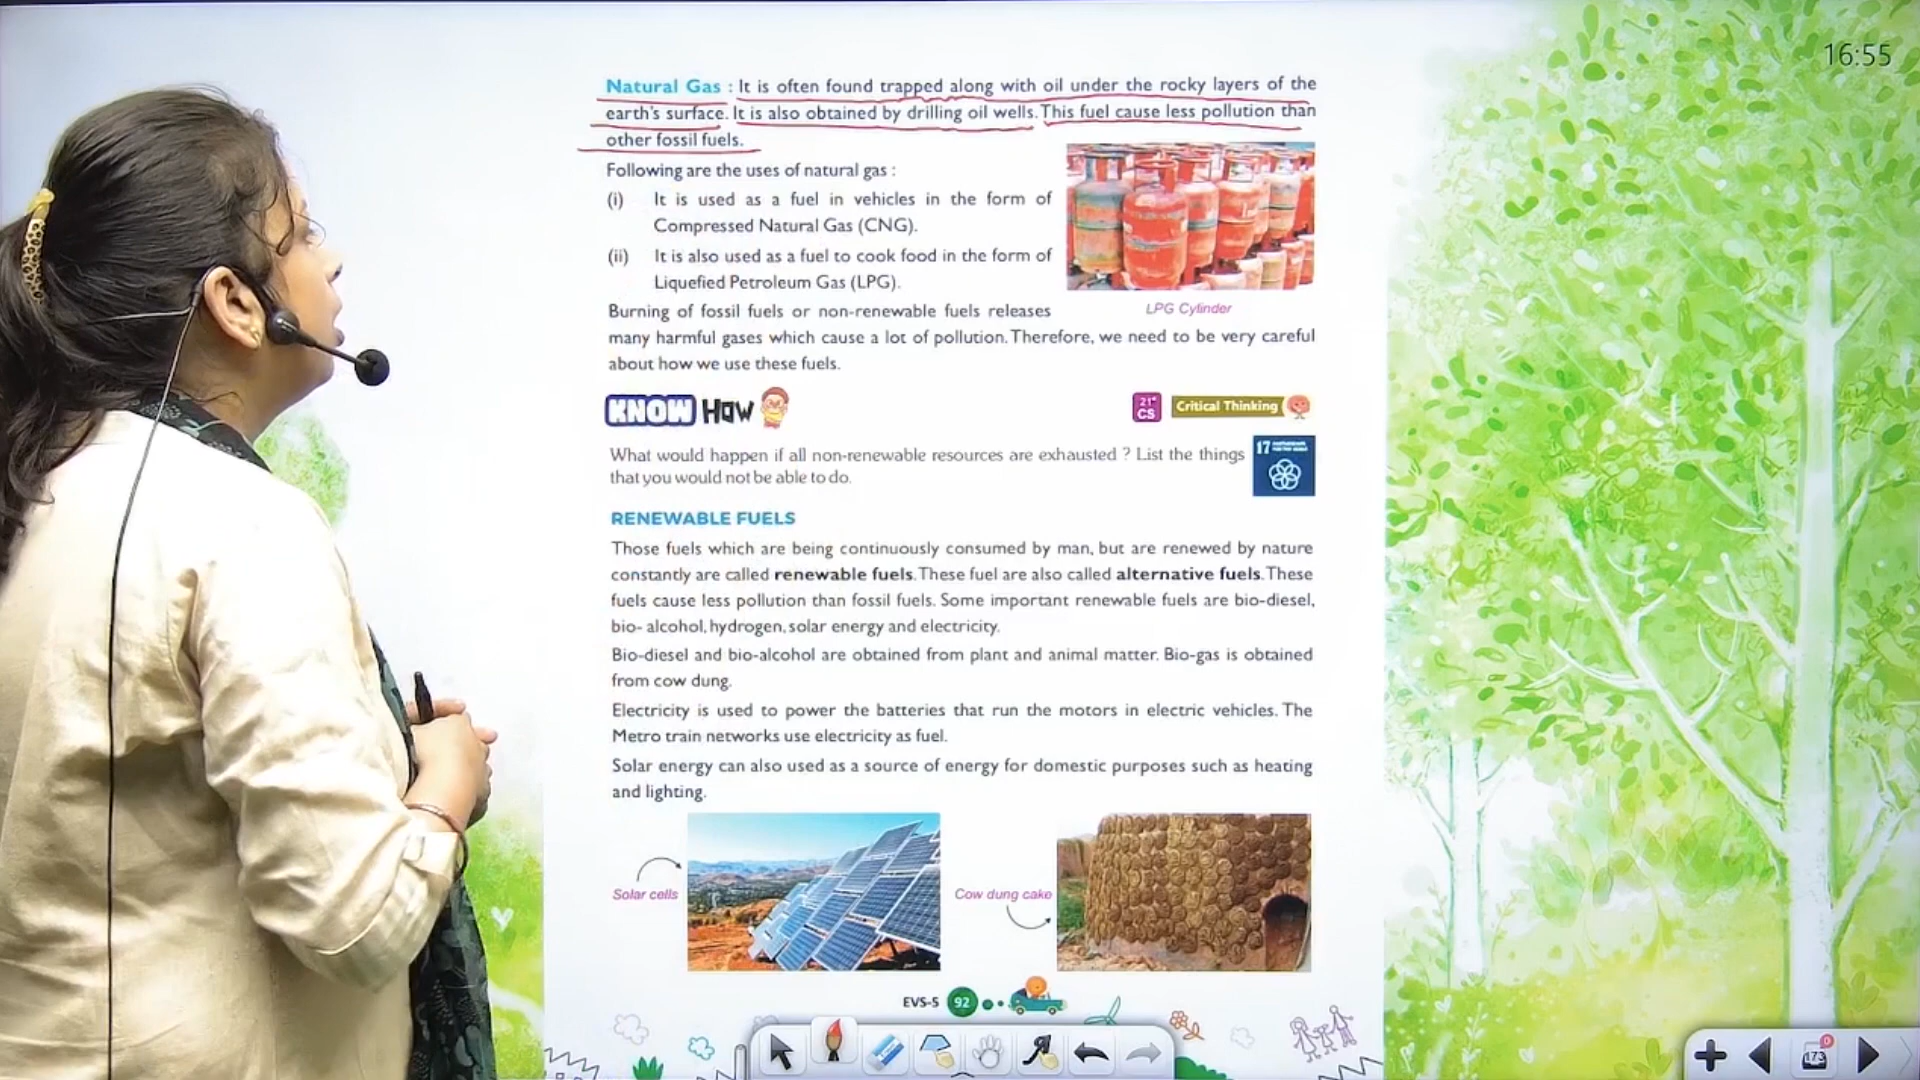 16:55
Natural Gas : It is often found trapped along with oil under the rocky layers of the
earth's surface. It is also obtained by drilling oil wells. This fuel cause less pollution than
other fossil fuels.
Following are the uses of natural gas :
(i) It is used as a fuel in vehicles in the form of
Compressed Natural Gas (CNG).
(ii) It is also used as a fuel to cook food in the form of
Liquefied Petroleum Gas (LPG).
LPG Cylinder
Burning of fossil fuels or non-renewable fuels releases
many harmful gases which cause a lot of pollution. Therefore, we need to be very careful
about how we use these fuels.
KNOW How
21st CS
Critical Thinking
What would happen if all non-renewable resources are exhausted ? List the things
that you would not be able to do.
17
RENEWABLE FUELS
Those fuels which are being continuously consumed by man, but are renewed by nature
constantly are called renewable fuels. These fuel are also called alternative fuels. These
fuels cause less pollution than fossil fuels. Some important renewable fuels are bio-diesel,
bio- alcohol, hydrogen, solar energy and electricity.
Bio-diesel and bio-alcohol are obtained from plant and animal matter. Bio-gas is obtained
from cow dung.
Electricity is used to power the batteries that run the motors in electric vehicles. The
Metro train networks use electricity as fuel.
Solar energy can also used as a source of energy for domestic purposes such as heating
and lighting.
Solar cells
Cow dung cake
EVS-5 92
173
0